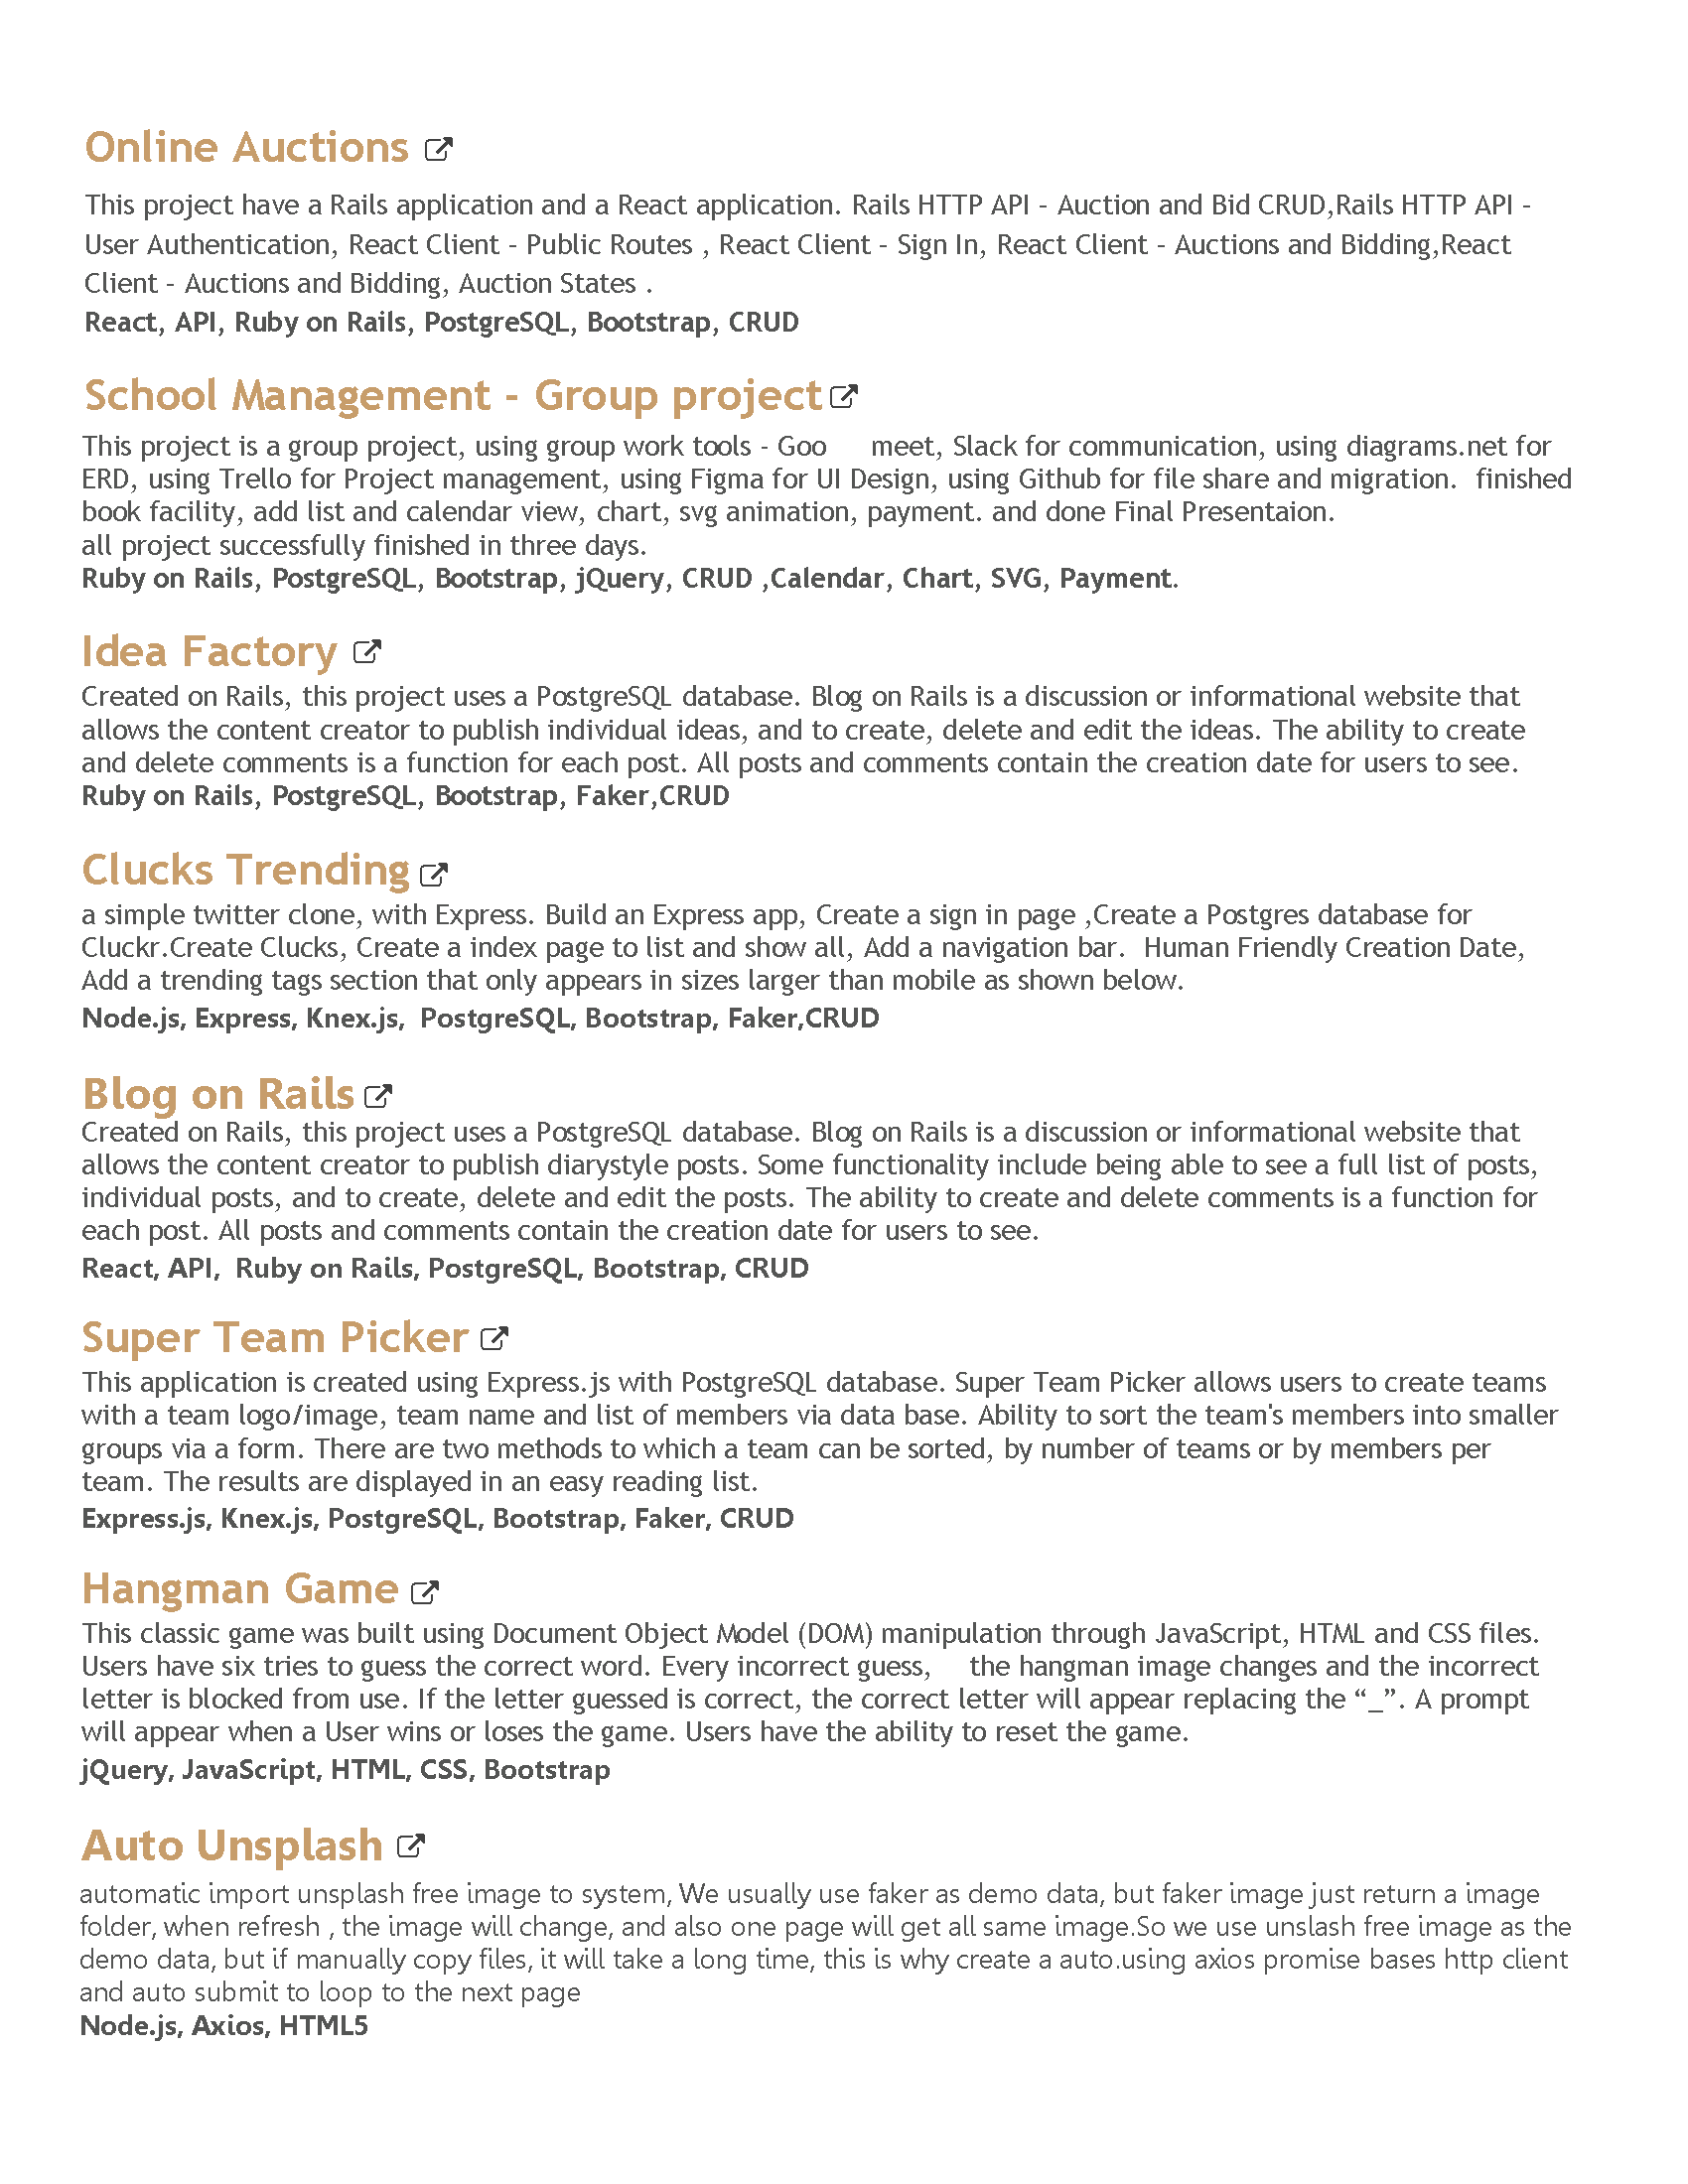 Online Auctions
This project have a Rails application and a React application. Rails HTTP API – Auction and Bid CRUD,Rails HTTP API –
User Authentication, React Client – Public Routes , React Client – Sign In, React Client – Auctions and Bidding,React
Client – Auctions and Bidding, Auction States .
React, API, Ruby on Rails, PostgreSQL, Bootstrap, CRUD
School Management - Group project
This project is a group project, using group work tools - Goo meet, Slack for communication, using diagrams.net for
ERD, using Trello for Project management, using Figma for UI Design, using Github for file share and migration. finished
book facility, add list and calendar view, chart, svg animation, payment. and done Final Presentaion.
all project successfully finished in three days.
Ruby on Rails, PostgreSQL, Bootstrap, jQuery, CRUD ,Calendar, Chart, SVG, Payment.
Idea Factory
Created on Rails, this project uses a PostgreSQL database. Blog on Rails is a discussion or informational website that
allows the content creator to publish individual ideas, and to create, delete and edit the ideas. The ability to create
and delete comments is a function for each post. All posts and comments contain the creation date for users to see.
Ruby on Rails, PostgreSQL, Bootstrap, Faker,CRUD
Clucks Trending
a simple twitter clone, with Express. Build an Express app, Create a sign in page ,Create a Postgres database for
Cluckr.Create Clucks, Create a index page to list and show all, Add a navigation bar. Human Friendly Creation Date,
Add a trending tags section that only appears in sizes larger than mobile as shown below.
Node.js, Express, Knex.js, PostgreSQL, Bootstrap, Faker,CRUD
Blog on Rails
Created on Rails, this project uses a PostgreSQL database. Blog on Rails is a discussion or informational website that
allows the content creator to publish diarystyle posts. Some functionality include being able to see a full list of posts,
individual posts, and to create, delete and edit the posts. The ability to create and delete comments is a function for
each post. All posts and comments contain the creation date for users to see.
React, API, Ruby on Rails, PostgreSQL, Bootstrap, CRUD
Super Team Picker
This application is created using Express.js with PostgreSQL database. Super Team Picker allows users to create teams
with a team logo/image, team name and list of members via data base. Ability to sort the team's members into smaller
groups via a form. There are two methods to which a team can be sorted, by number of teams or by members per
team. The results are displayed in an easy reading list.
Express.js, Knex.js, PostgreSQL, Bootstrap, Faker, CRUD
Hangman Game
This classic game was built using Document Object Model (DOM) manipulation through JavaScript, HTML and CSS files.
Users have six tries to guess the correct word. Every incorrect guess, the hangman image changes and the incorrect
letter is blocked from use. If the letter guessed is correct, the correct letter will appear replacing the “_”. A prompt
will appear when a User wins or loses the game. Users have the ability to reset the game.
jQuery, JavaScript, HTML, CSS, Bootstrap
Auto Unsplash
automatic import unsplash free image to system, We usually use faker as demo data, but faker image just return a image
folder, when refresh , the image will change, and also one page will get all same image.So we use unslash free image as the
demo data, but if manually copy files, it will take a long time, this is why create a auto.using axios promise bases http client
and auto submit to loop to the next page
Node.js, Axios, HTML5